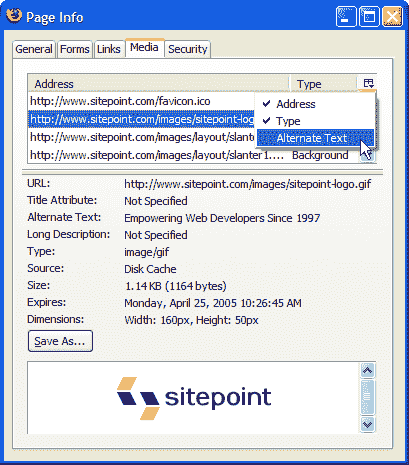 Page Info
General Forms Links Media Security
Address Type
http://www.sitepoint.com/favicon.ico
http://www.sitepoint.com/images/sitepoint-log
http://www.sitepoint.com/images/layout/slanter
http://www.sitepoint.com/images/layout/slanter1.... Background
Address
Type
Alternate Text
URL: http://www.sitepoint.com/images/sitepoint-logo.gif
Title Attribute: Not Specified
Alternate Text: Empowering Web Developers Since 1997
Long Description: Not Specified
Type: image/gif
Source: Disk Cache
Size: 1.14 KB (1164 bytes)
Expires: Monday, April 25, 2005 10:26:45 AM
Dimensions: Width: 160px, Height: 50px
Save As...
sitepoint